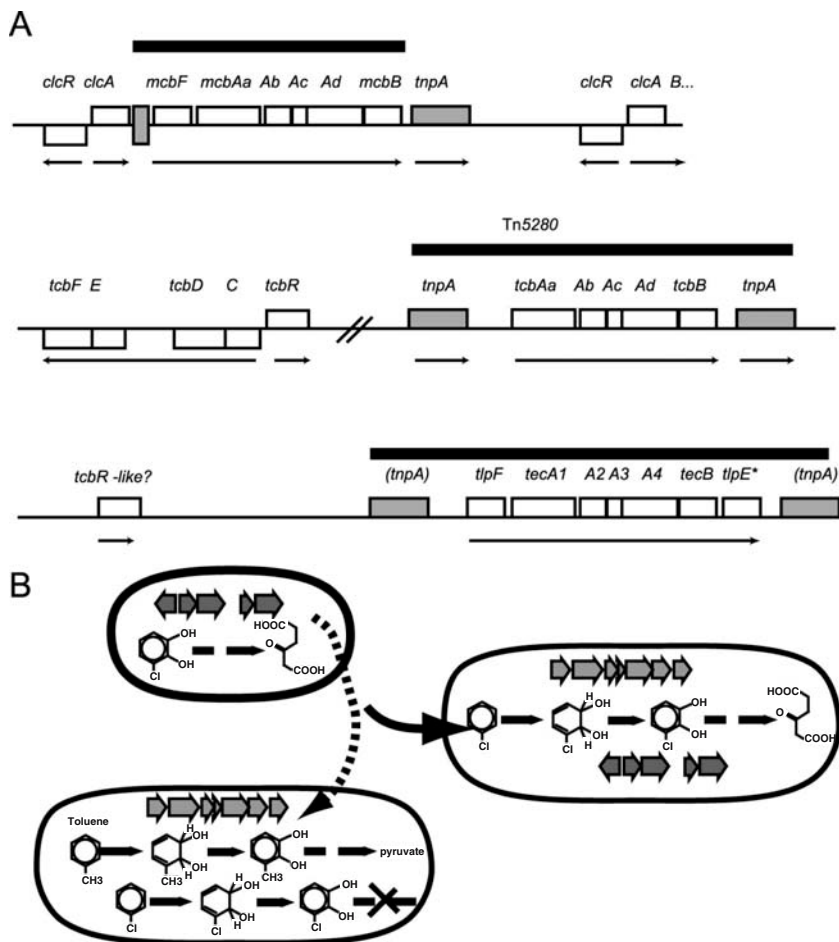 A
clcR clcA mcbF mcbAa Ab Ac Ad mcbB tnpA clcR clcA B...
Tn5280
tcbF E tcbD C tcbR tnpA tcbAa Ab Ac Ad tcbB tnpA
tcbR -like? (tnpA) tlpF tecA1 A2 A3 A4 tecB tlpE* (tnpA)
B
HOOC
OH
OH
O
Cl
COOH
H
OH
OH
H
Cl
Cl
OH
OH
Cl
HOOC
O
COOH
Toluene
CH3
H
OH
OH
CH3 H
OH
OH
CH3
pyruvate
Cl
H
OH
OH
Cl
H
OH
OH
Cl